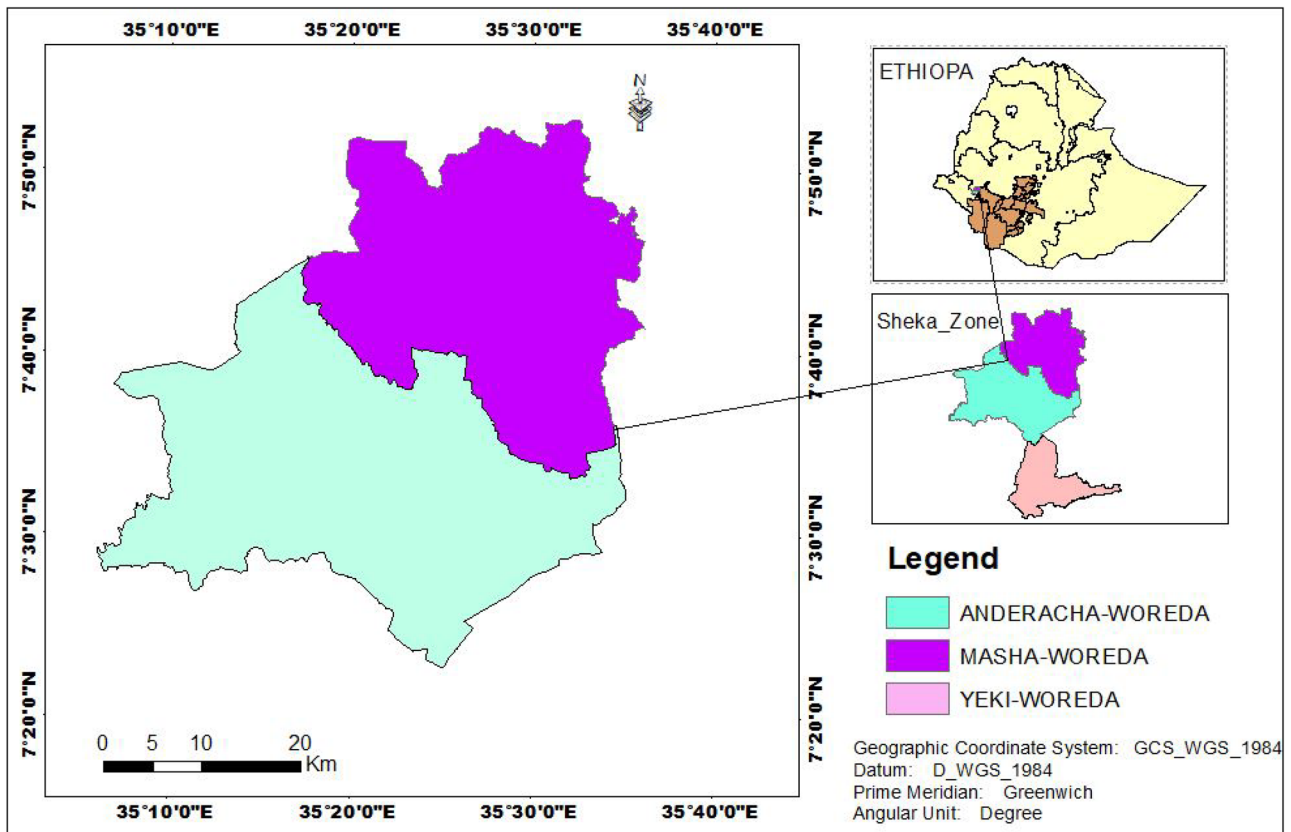 35°10'0"E 35°20'0"E 35°30'0"E 35°40'0"E
N
7°50'0"N
7°40'0"N
7°30'0"N
7°20'0"N
7°50'0"N
7°40'0"N
7°30'0"N
7°20'0"N
0 5 10 20
Km
35°10'0"E 35°20'0"E 35°30'0"E 35°40'0"E
ETHIOPA
Sheka_Zone
Legend
ANDERACHA-WOREDA
MASHA-WOREDA
YEKI-WOREDA
Geographic Coordinate System: GCS_WGS_1984
Datum: D_WGS_1984
Prime Meridian: Greenwich
Angular Unit: Degree